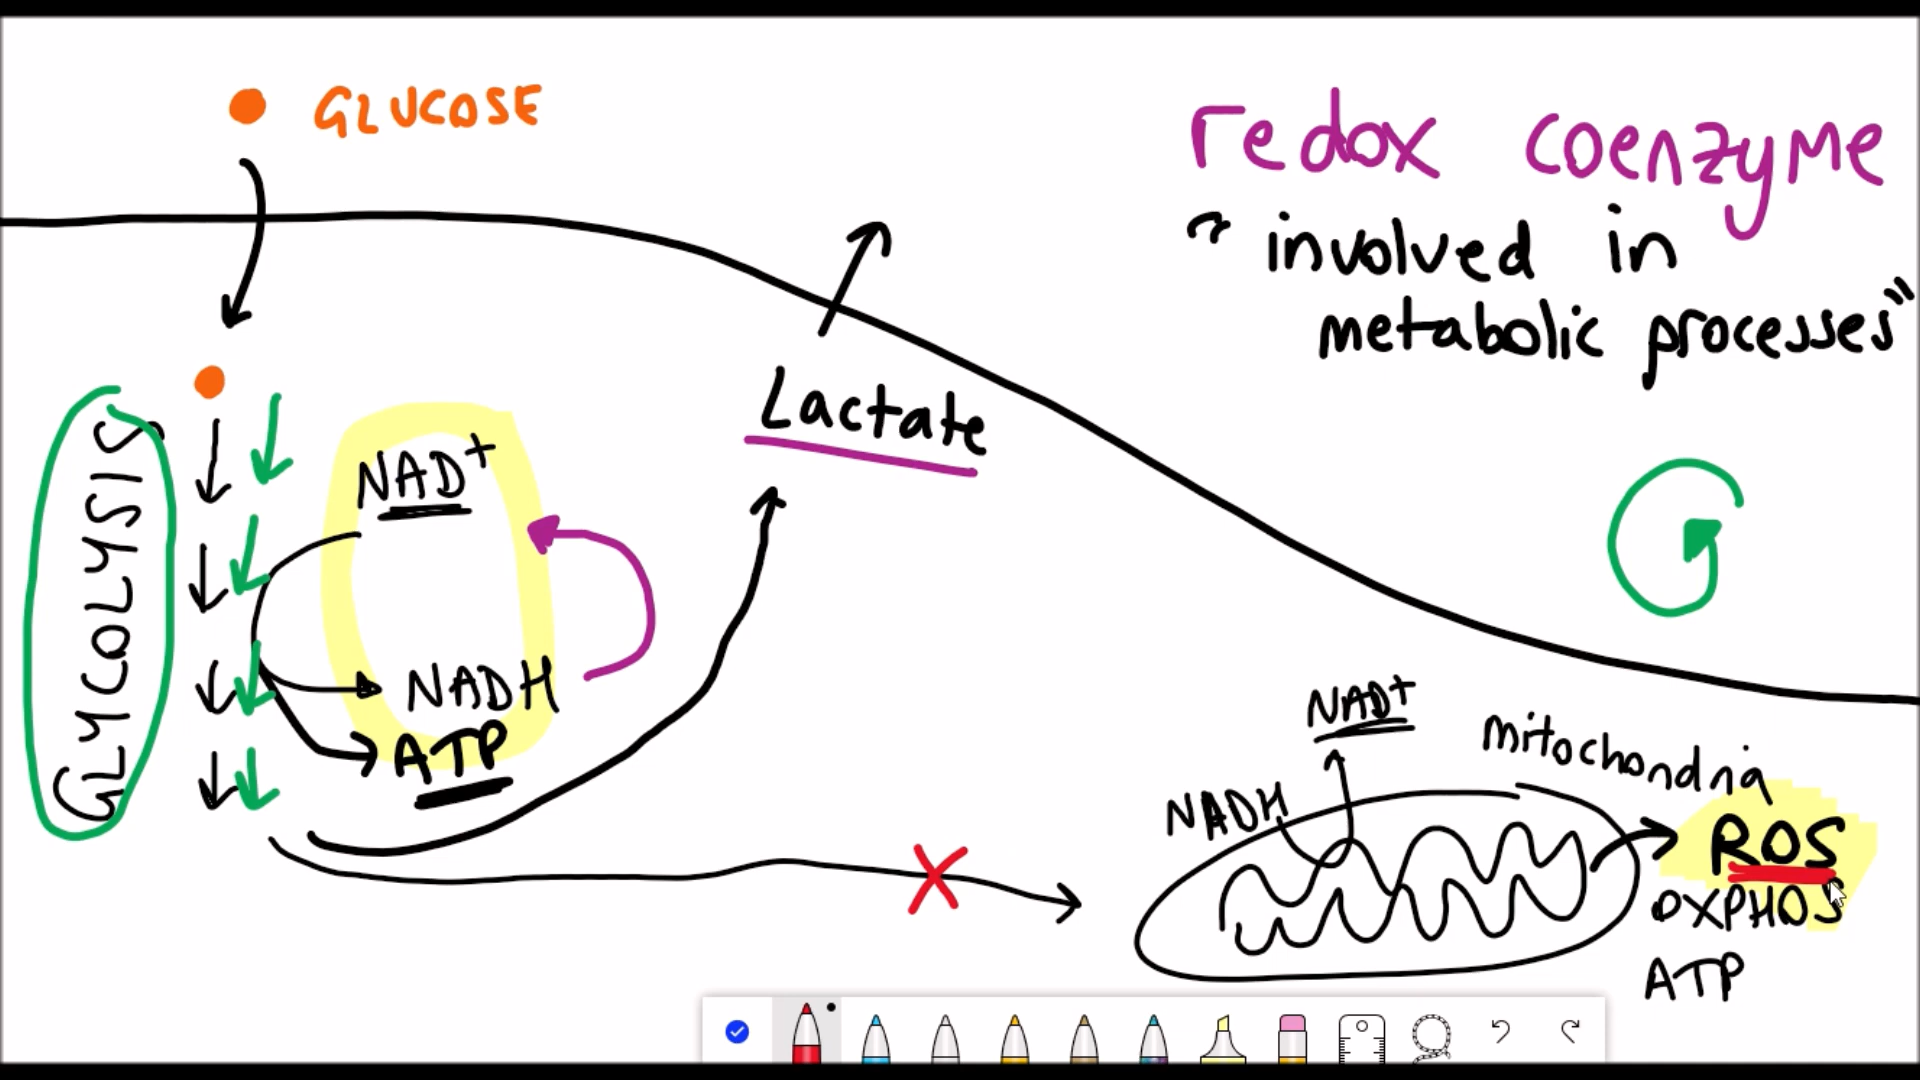 GLUCOSE
redox coenzyme
" involved in
metabolic processes"
Lactate
GLYCOLYSIS
NAD+
NADH
ATP
NAD+
NADH
mitochondria
ROS
OXPHOS
ATP